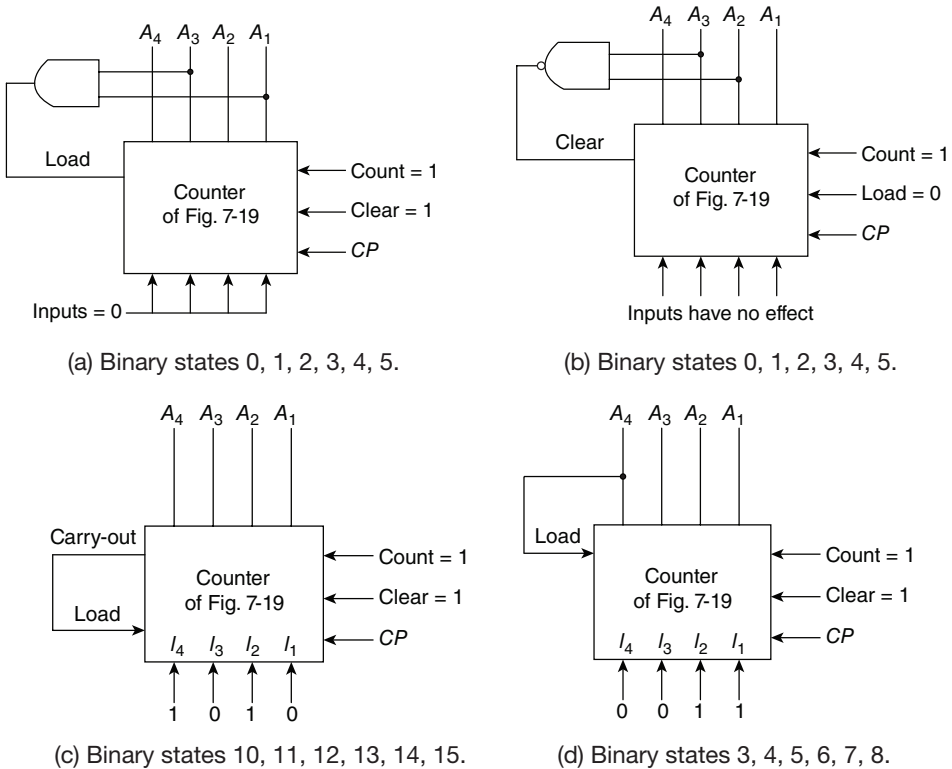 A4 A3 A2 A1
Load
Counter
of Fig. 7-19
Count = 1
Clear = 1
CP
Inputs = 0
(a) Binary states 0, 1, 2, 3, 4, 5.
A4 A3 A2 A1
Clear
Counter
of Fig. 7-19
Count = 1
Load = 0
CP
Inputs have no effect
(b) Binary states 0, 1, 2, 3, 4, 5.
A4 A3 A2 A1
Carry-out
Load
Counter
of Fig. 7-19
Count = 1
Clear = 1
CP
I4 I3 I2 I1
1 0 1 0
(c) Binary states 10, 11, 12, 13, 14, 15.
A4 A3 A2 A1
Load
Counter
of Fig. 7-19
Count = 1
Clear = 1
CP
I4 I3 I2 I1
0 0 1 1
(d) Binary states 3, 4, 5, 6, 7, 8.